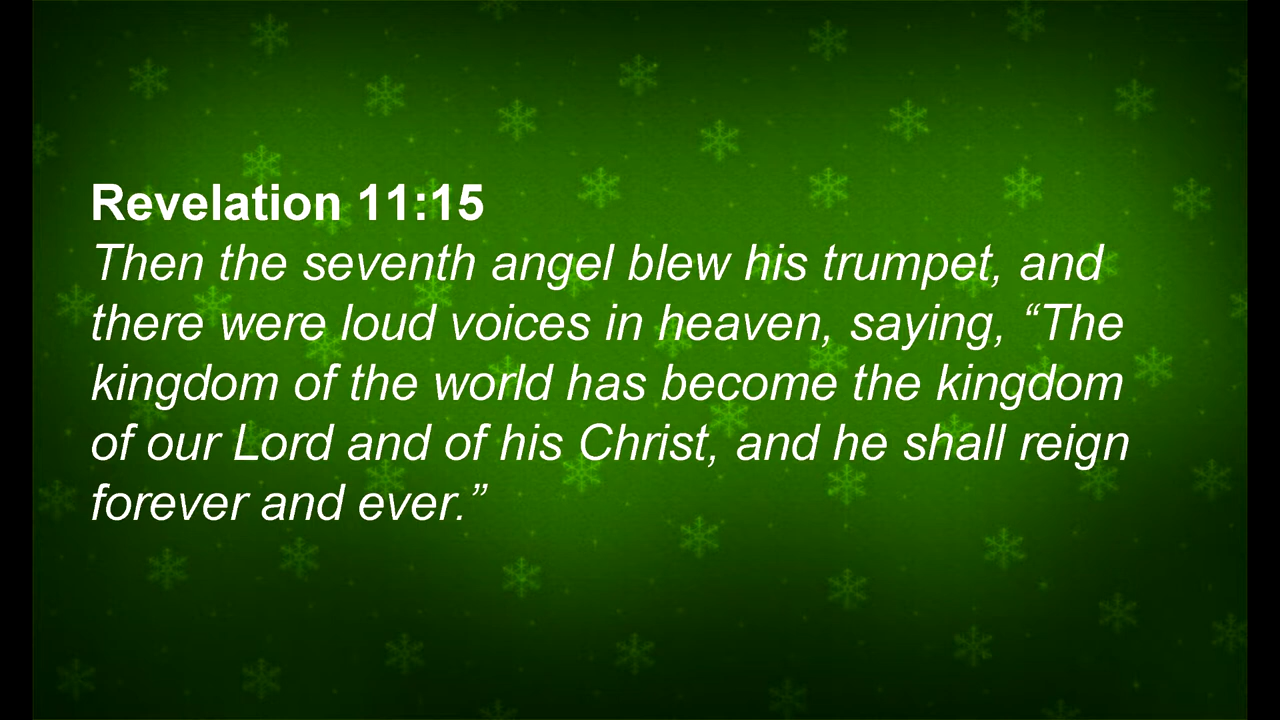 Revelation 11:15
Then the seventh angel blew his trumpet, and
there were loud voices in heaven, saying, “The
kingdom of the world has become the kingdom
of our Lord and of his Christ, and he shall reign
forever and ever.”